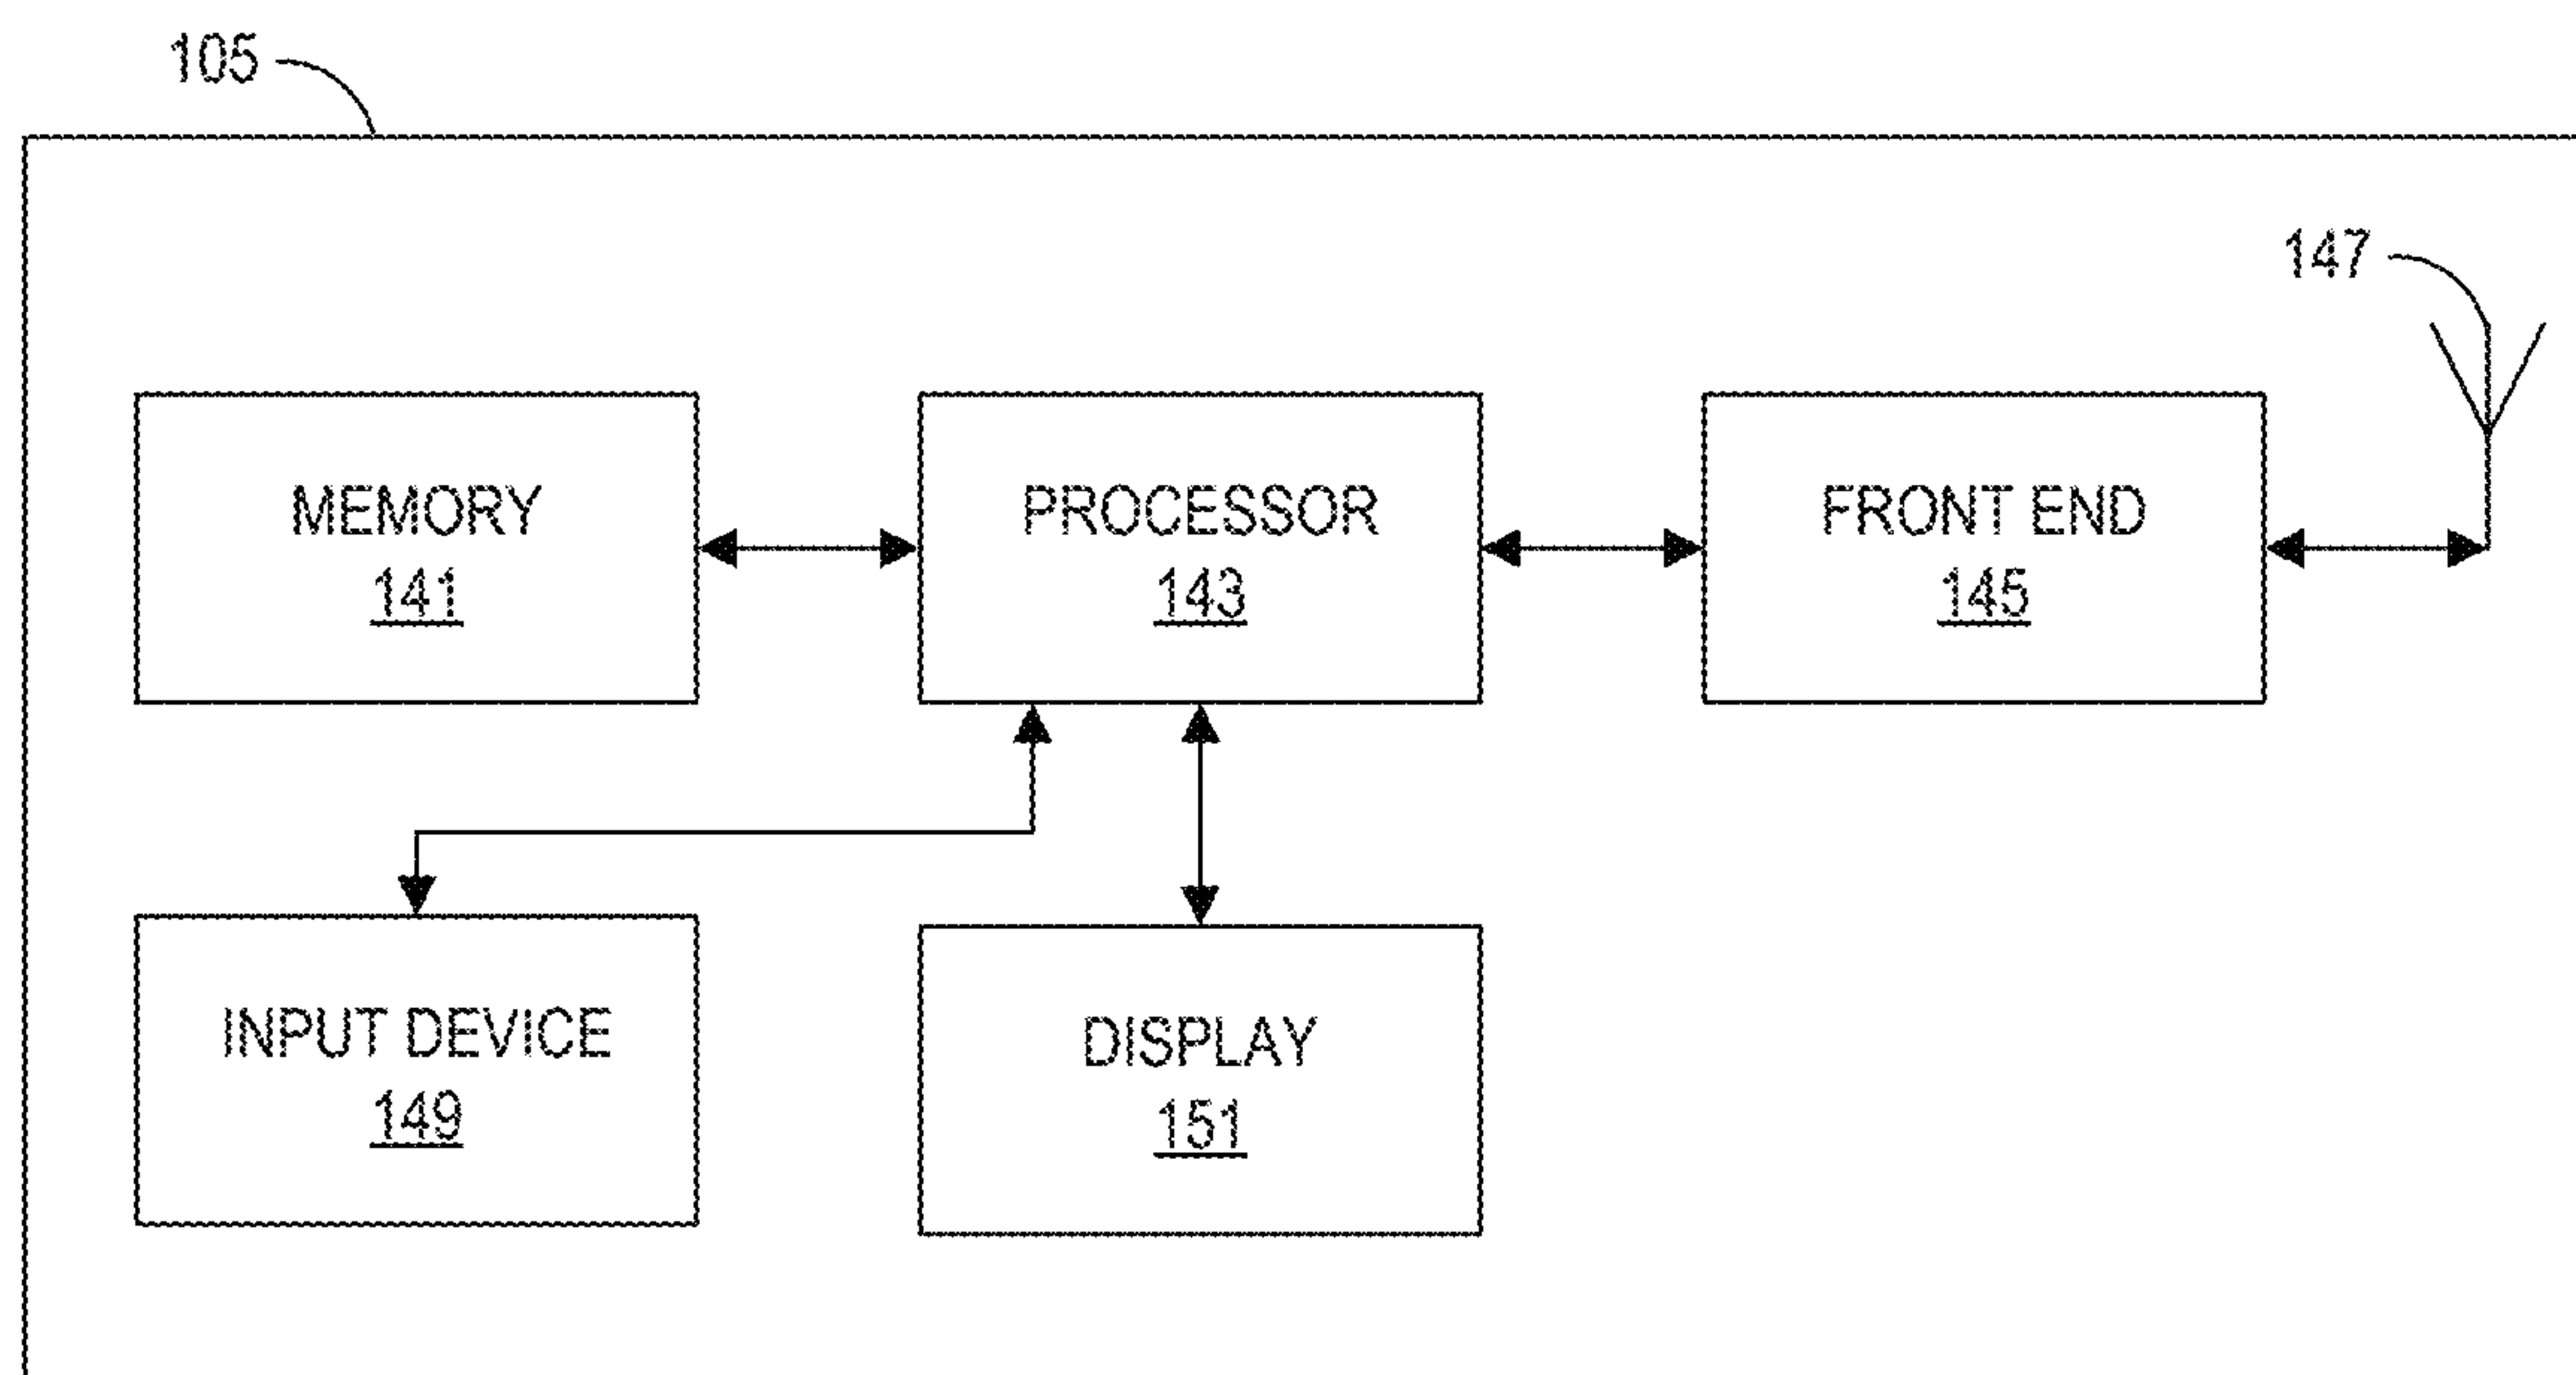 105
147
MEMORY
141
PROCESSOR
143
FRONT END
145
INPUT DEVICE
149
DISPLAY
151